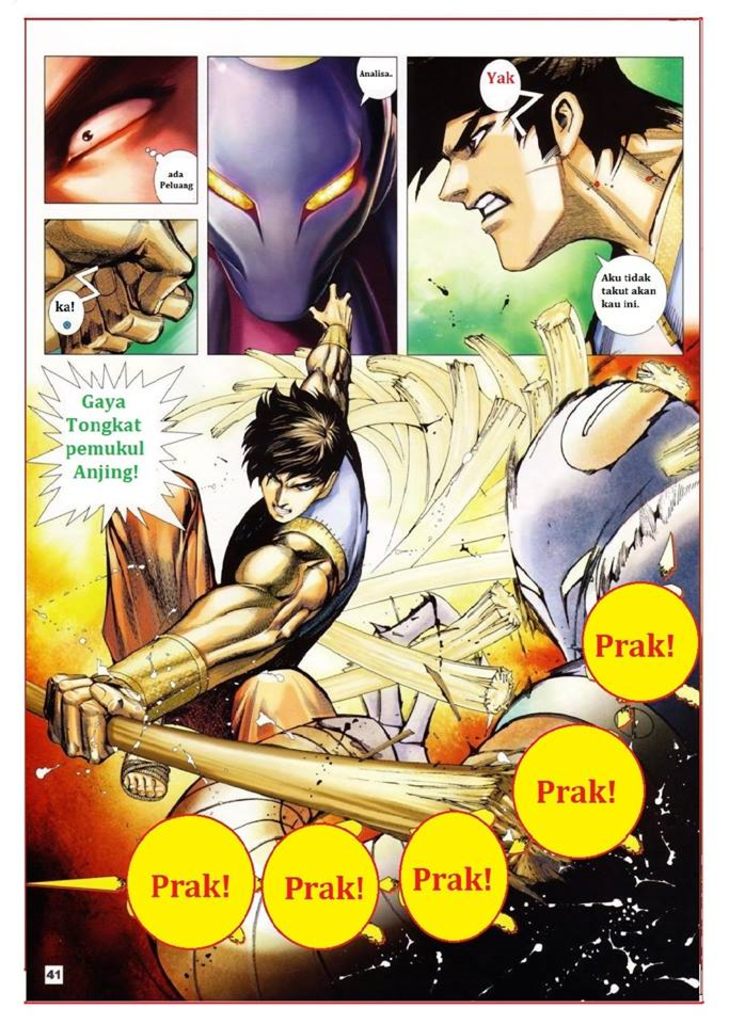 ada
Peluang
Analisa..
Yak
ka!
Aku tidak
takut akan
kau ini.
Gaya
Tongkat
pemukul
Anjing!
Prak!
Prak!
Prak!
Prak!
Prak!
41